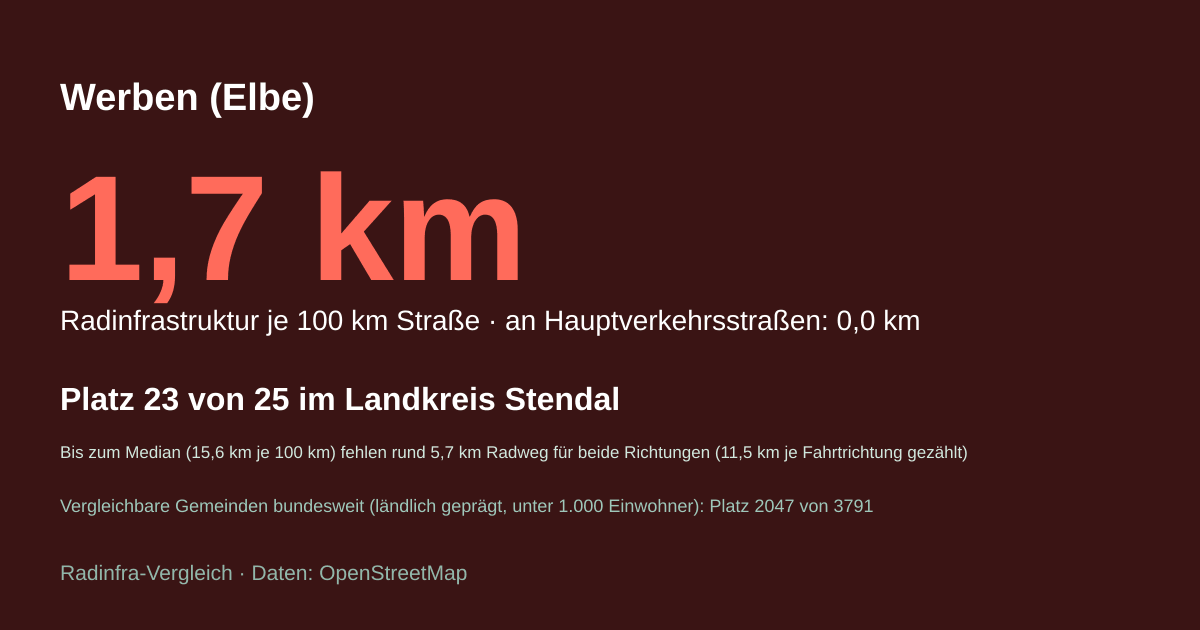 Werben (Elbe)
1,7 km
Radinfrastruktur je 100 km Straße · an Hauptverkehrsstraßen: 0,0 km
Platz 23 von 25 im Landkreis Stendal
Bis zum Median (15,6 km je 100 km) fehlen rund 5,7 km Radweg für beide Richtungen (11,5 km je Fahrtrichtung gezählt)
Vergleichbare Gemeinden bundesweit (ländlich geprägt, unter 1.000 Einwohner): Platz 2047 von 3791
Radinfra-Vergleich · Daten: OpenStreetMap